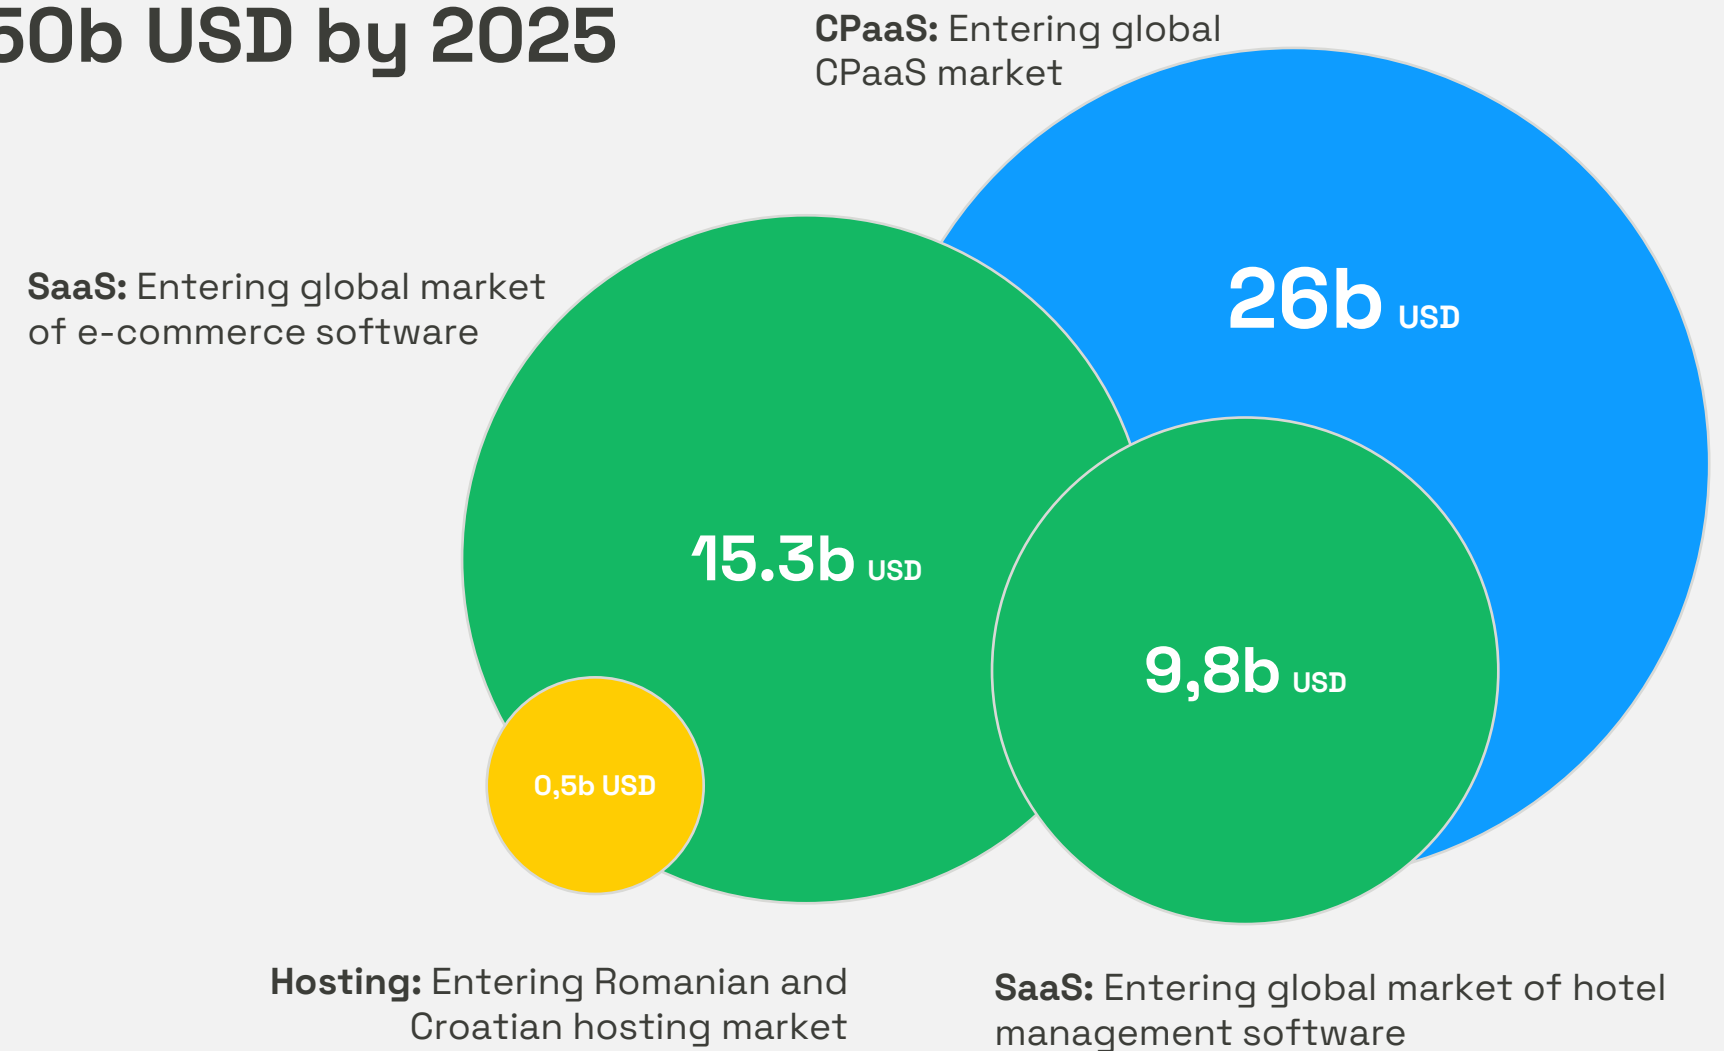 50b USD by 2025
CPaaS: Entering global
CPaaS market
SaaS: Entering global market
of e-commerce software
26b USD
15.3b USD
9,8b USD
0,5b USD
Hosting: Entering Romanian and
Croatian hosting market
SaaS: Entering global market of hotel
management software